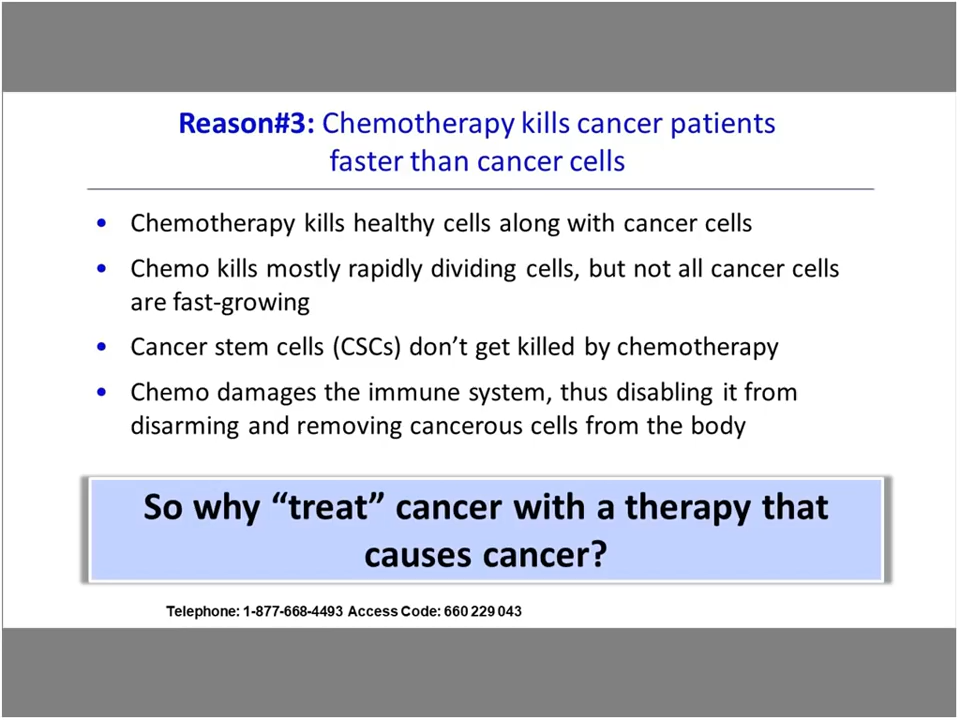 Reason#3: Chemotherapy kills cancer patients
faster than cancer cells
• Chemotherapy kills healthy cells along with cancer cells
• Chemo kills mostly rapidly dividing cells, but not all cancer cells
are fast-growing
• Cancer stem cells (CSCs) don’t get killed by chemotherapy
• Chemo damages the immune system, thus disabling it from
disarming and removing cancerous cells from the body
So why “treat” cancer with a therapy that
causes cancer?
Telephone: 1-877-668-4493 Access Code: 660 229 043